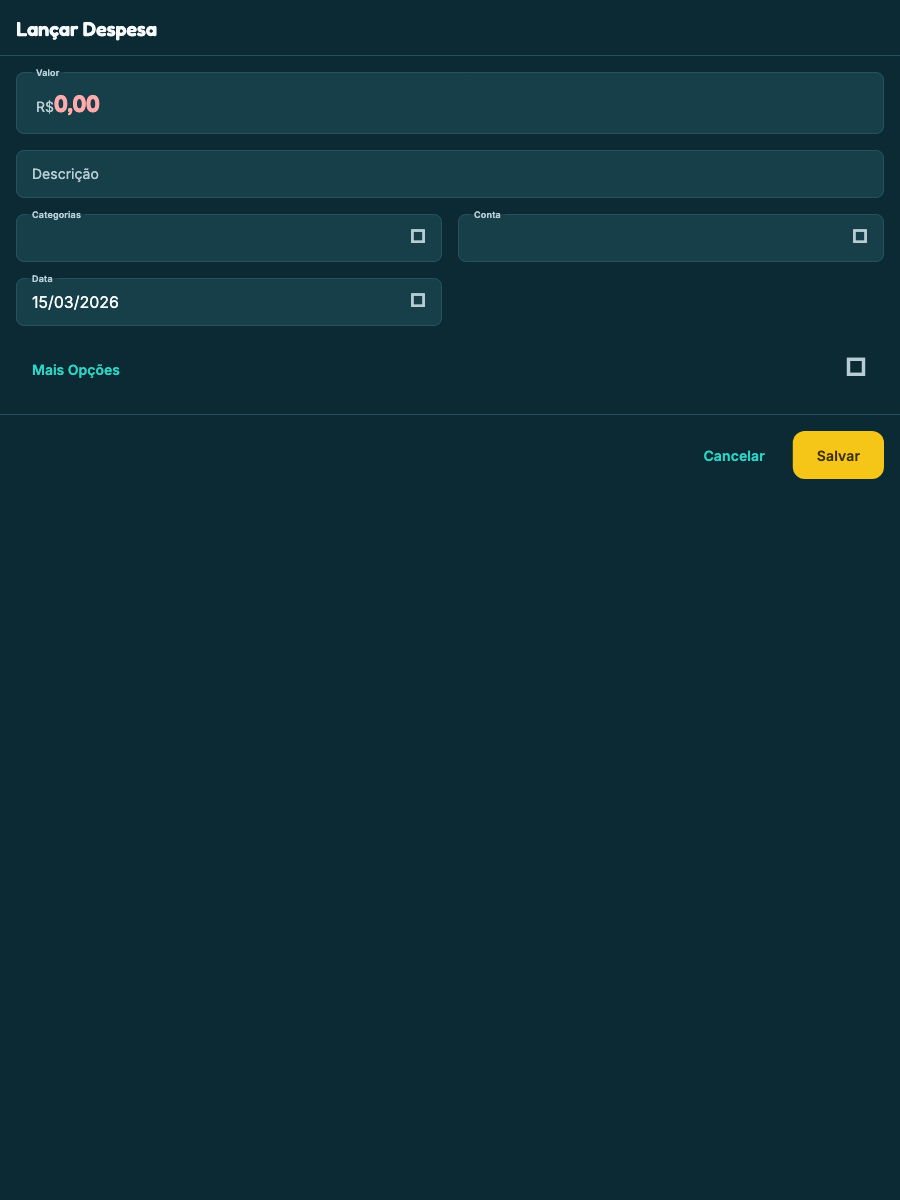 Lançar Despesa
Valor
R$0,00
Descrição
Categorias
Conta
Data
15/03/2026
Mais Opções
Cancelar
Salvar